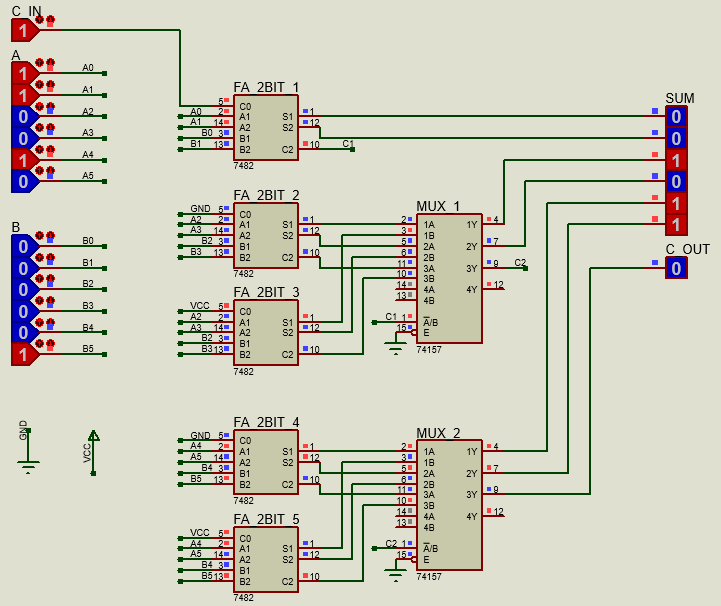 C_IN
1
A
1 A0
1 A1
0 A2
0 A3
1 A4
0 A5
B
0 B0
0 B1
0 B2
0 B3
0 B4
1 B5
GND
VCC
FA_2BIT_1
5 C0
A0 2 A1 S1 1
A1 14 A2 S2 12
B0 3 B1
B1 13 B2 C2 10 C1
7482
FA_2BIT_2
GND 5 C0
A2 2 A1 S1 1
A3 14 A2 S2 12
B2 3 B1
B3 13 B2 C2 10
7482
FA_2BIT_3
VCC 5 C0
A2 2 A1 S1 1
A3 14 A2 S2 12
B2 3 B1
B3 13 B2 C2 10
7482
MUX_1
2 1A 1Y 4
3 1B
5 2A 2Y 7
6 2B
11 3A 3Y 9 C2
10 3B
14 4A 4Y 12
13 4B
C1 1 A/B
15 E
74157
FA_2BIT_4
GND 5 C0
A4 2 A1 S1 1
A5 14 A2 S2 12
B4 3 B1
B5 13 B2 C2 10
7482
FA_2BIT_5
VCC 5 C0
A4 2 A1 S1 1
A5 14 A2 S2 12
B4 3 B1
B5 13 B2 C2 10
7482
MUX_2
2 1A 1Y 4
3 1B
5 2A 2Y 7
6 2B
11 3A 3Y 9
10 3B
14 4A 4Y 12
13 4B
C2 1 A/B
15 E
74157
SUM
0
0
1
0
1
1
C_OUT
0